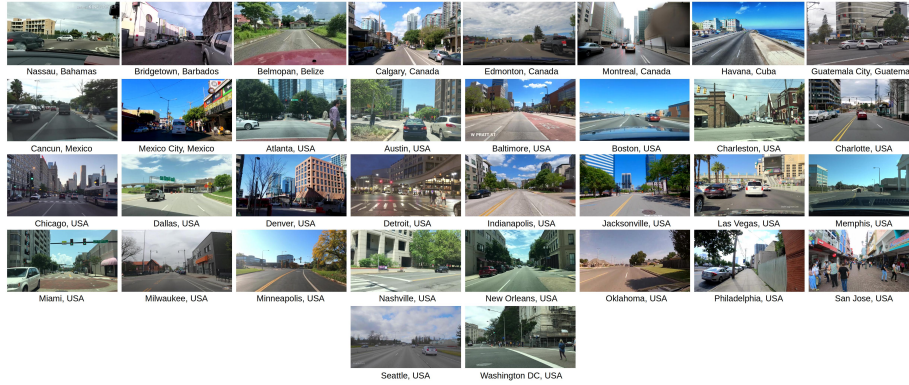 Nassau, Bahamas
Bridgetown, Barbados
Belmopan, Belize
Calgary, Canada
Edmonton, Canada
Montreal, Canada
Havana, Cuba
Guatemala City, Guatema
W PRATT ST
Cancun, Mexico
Mexico City, Mexico
Atlanta, USA
Austin, USA
Baltimore, USA
Boston, USA
Charleston, USA
Charlotte, USA
Chicago, USA
Dallas, USA
Denver, USA
Detroit, USA
Indianapolis, USA
Jacksonville, USA
Las Vegas, USA
Memphis, USA
Miami, USA
Milwaukee, USA
Minneapolis, USA
Nashville, USA
New Orleans, USA
Oklahoma, USA
Philadelphia, USA
San Jose, USA
Seattle, USA
Washington DC, USA